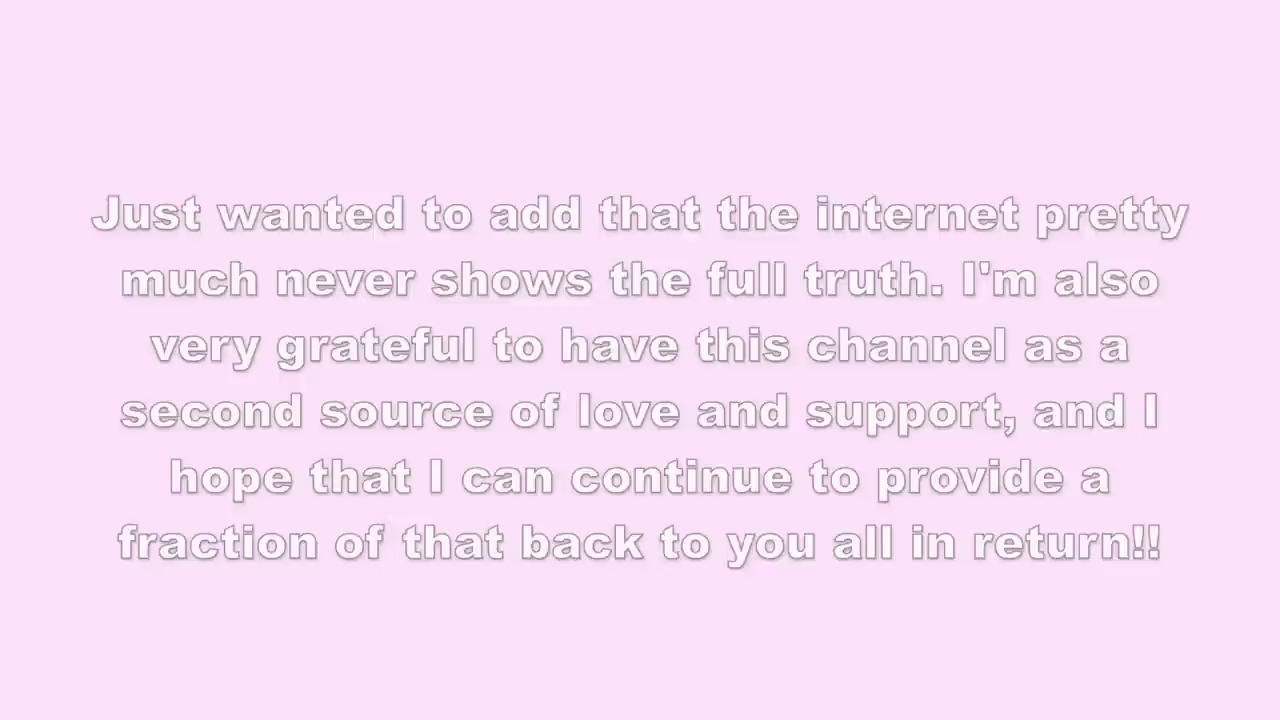 Just wanted to add that the internet pretty
much never shows the full truth. I'm also
very grateful to have this channel as a
second source of love and support, and I
hope that I can continue to provide a
fraction of that back to you all in return!!